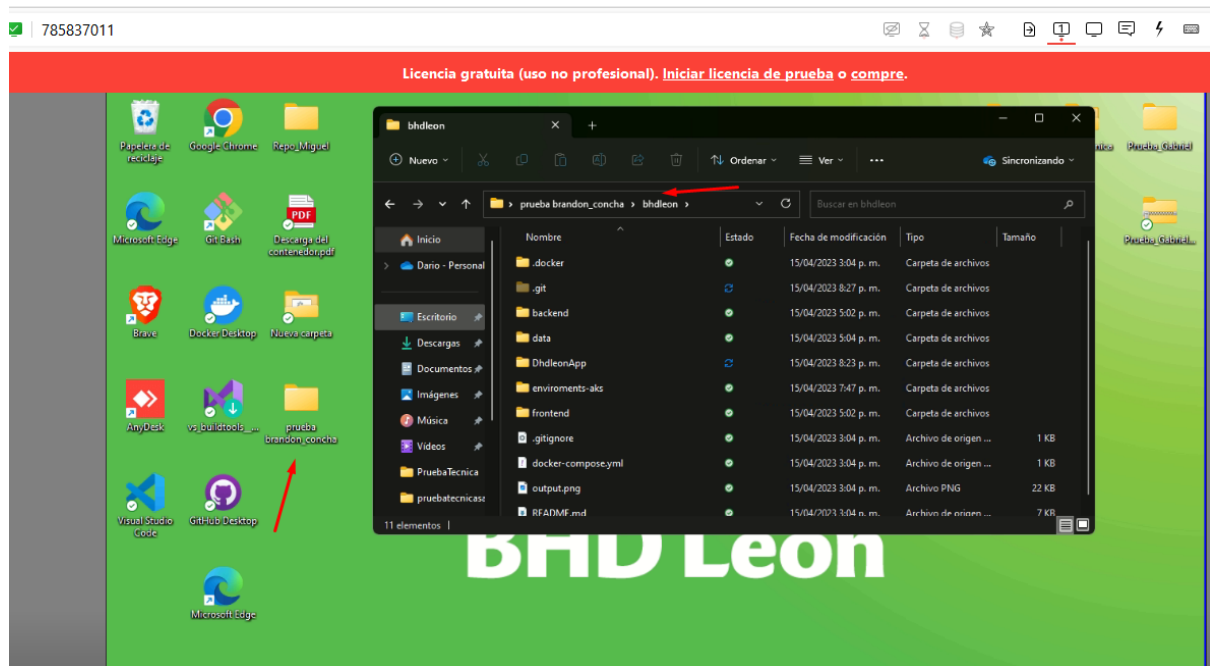 785837011
1
Licencia gratuita (uso no profesional). Iniciar licencia de prueba o compre.
Papelera de reciclaje
Google Chrome
Repo_Miguel
Prueba_Gabriel
Microsoft Edge
Git Bash
PDF
Descarga del contenedor.pdf
Prueba_Gabriel...
Brave
Docker Desktop
Nueva carpeta
AnyDesk
vs_buildtools_...
prueba brandon_concha
Visual Studio Code
GitHub Desktop
Microsoft Edge
bhdleon
Nuevo
Ordenar
Ver
Sincronizando
prueba brandon_concha
bhdleon
Buscar en bhdleon
Inicio
Dario - Personal
Escritorio
Descargas
Documentos
Imágenes
Música
Vídeos
PruebaTecnica
pruebatecnicasa
Nombre Estado Fecha de modificación Tipo Tamaño
.docker 15/04/2023 3:04 p. m. Carpeta de archivos
.git 15/04/2023 8:27 p. m. Carpeta de archivos
backend 15/04/2023 5:02 p. m. Carpeta de archivos
data 15/04/2023 5:04 p. m. Carpeta de archivos
DhdleonApp 15/04/2023 8:23 p. m. Carpeta de archivos
enviroments-aks 15/04/2023 7:47 p. m. Carpeta de archivos
frontend 15/04/2023 5:02 p. m. Carpeta de archivos
.gitignore 15/04/2023 3:04 p. m. Archivo de origen ... 1 KB
docker-compose.yml 15/04/2023 3:04 p. m. Archivo de origen ... 1 KB
output.png 15/04/2023 3:04 p. m. Archivo PNG 22 KB
README.md 15/04/2023 3:04 p. m. Archivo de origen ... 7 KB
11 elementos
BHD León